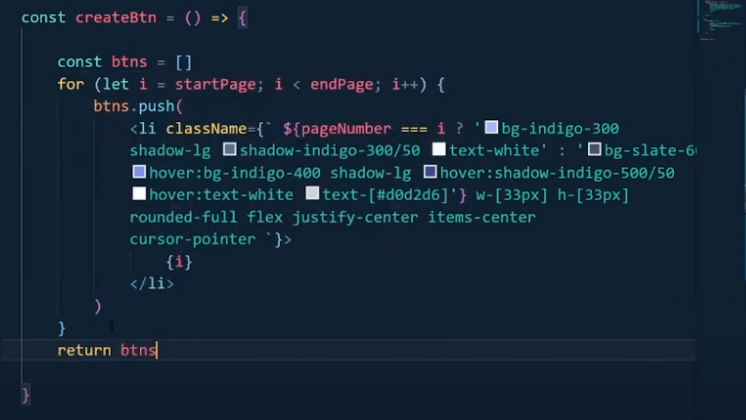 const createBtn = () => {
const btns = []
for (let i = startPage; i < endPage; i++) {
btns.push(
<li className={` ${pageNumber === i ? 'bg-indigo-300
shadow-lg shadow-indigo-300/50 text-white' : 'bg-slate-6
hover:bg-indigo-400 shadow-lg hover:shadow-indigo-500/50
hover:text-white text-[#d0d2d6]'} w-[33px] h-[33px]
rounded-full flex justify-center items-center
cursor-pointer `}>
{i}
</li>
)
}
return btns
}